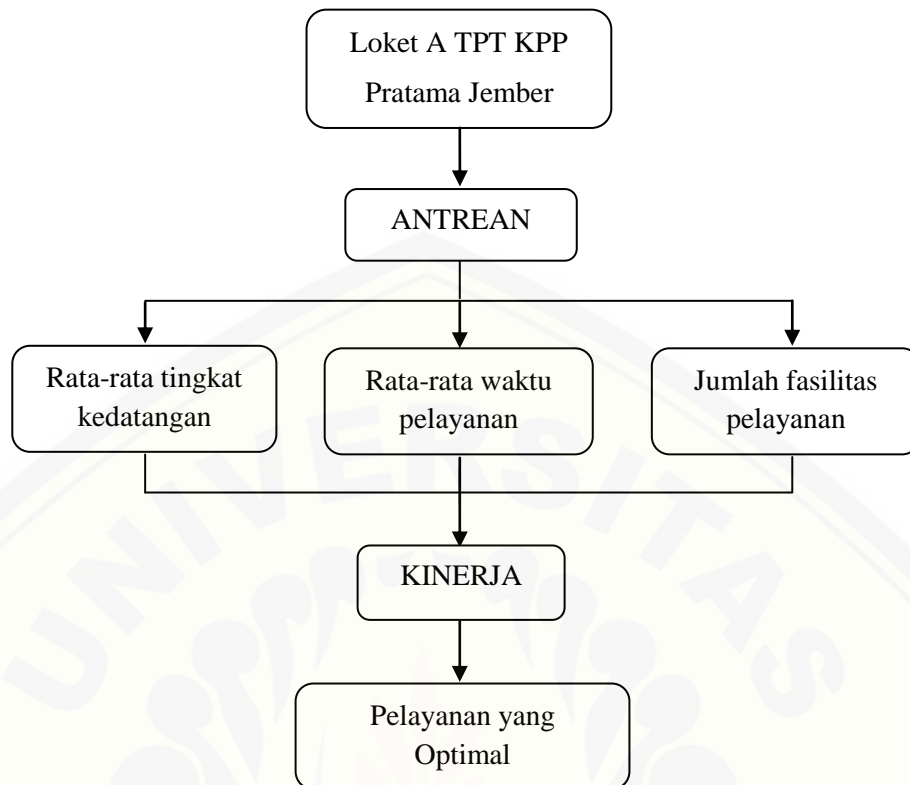 Loket A TPT KPP
Pratama Jember
ANTREAN
Rata-rata tingkat
kedatangan
Rata-rata waktu
pelayanan
Jumlah fasilitas
pelayanan
KINERJA
Pelayanan yang
Optimal
UNIVERSITAS